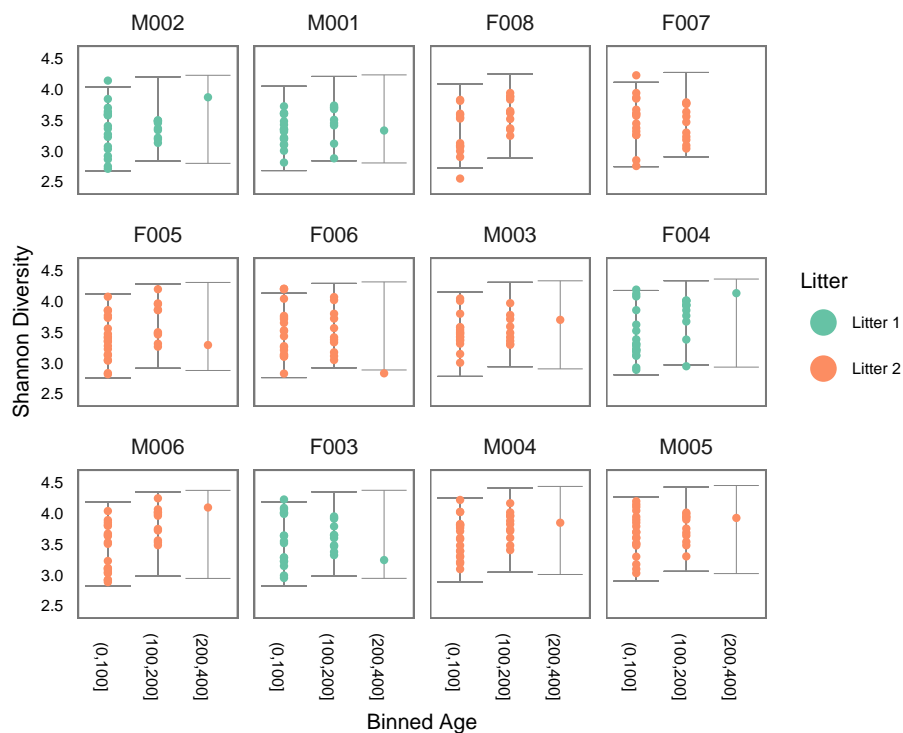 M002 M001 F008 F007
4.5
4.0
3.5
3.0
2.5
F005 F006 M003 F004
4.5
4.0
3.5
3.0
2.5
M006 F003 M004 M005
4.5
4.0
3.5
3.0
2.5
Shannon Diversity
(0,100] (100,200] (200,400] (0,100] (100,200] (200,400] (0,100] (100,200] (200,400] (0,100] (100,200] (200,400]
Binned Age
Litter
Litter 1
Litter 2